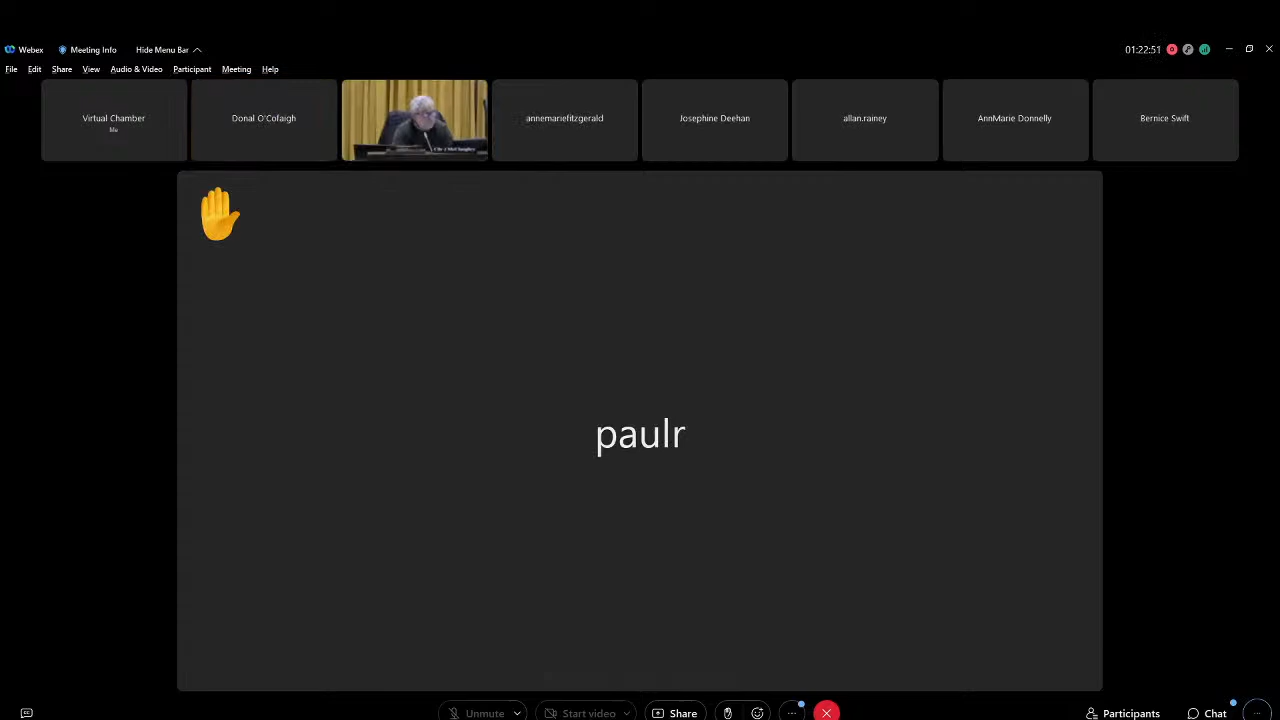 Webex Meeting Info Hide Menu Bar 01:22:51
File Edit Share View Audio & Video Participant Meeting Help
Virtual Chamber
Me
Donal O'Cofaigh
annemariefitzgerald
Josephine Deehan
allan.rainey
AnnMarie Donnelly
Bernice Swift
paulr
Unmute Start video Share Participants Chat